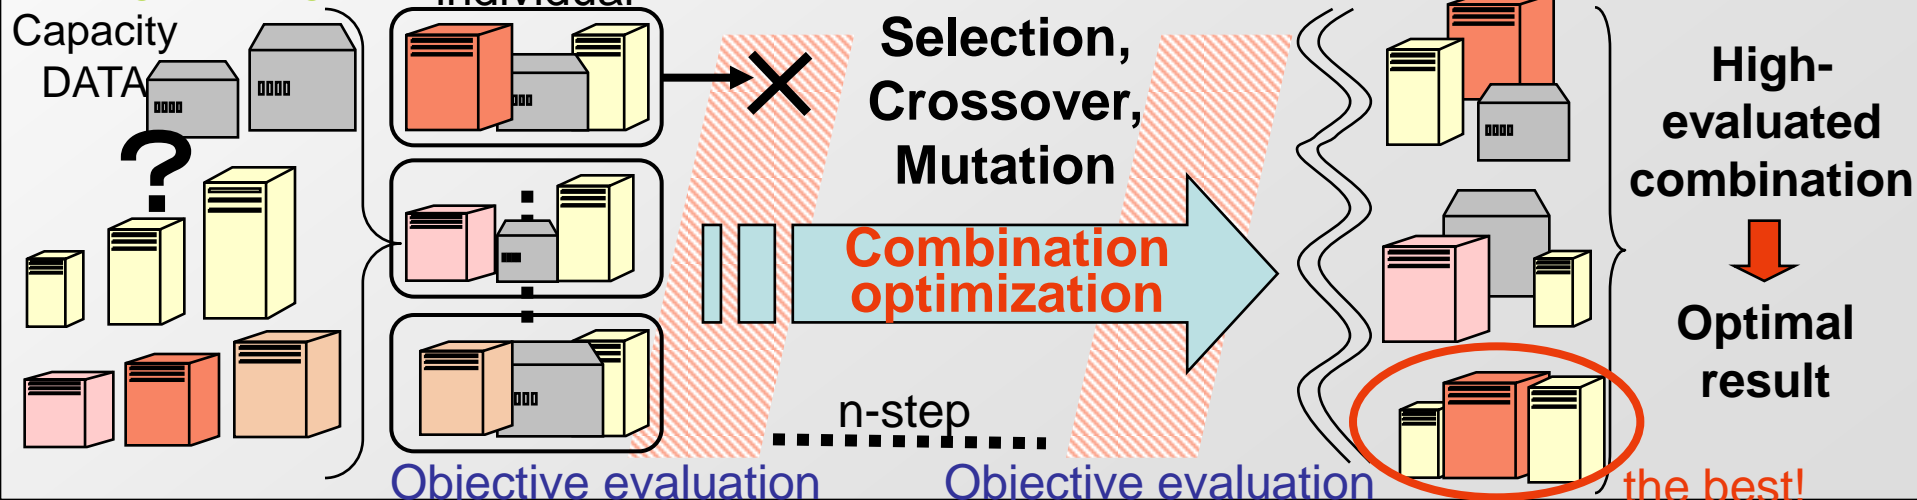 individual
Capacity
DATA
?
Selection,
Crossover,
Mutation
Combination
optimization
n-step
Objective evaluation
Objective evaluation
High-
evaluated
combination
Optimal
result
the best!